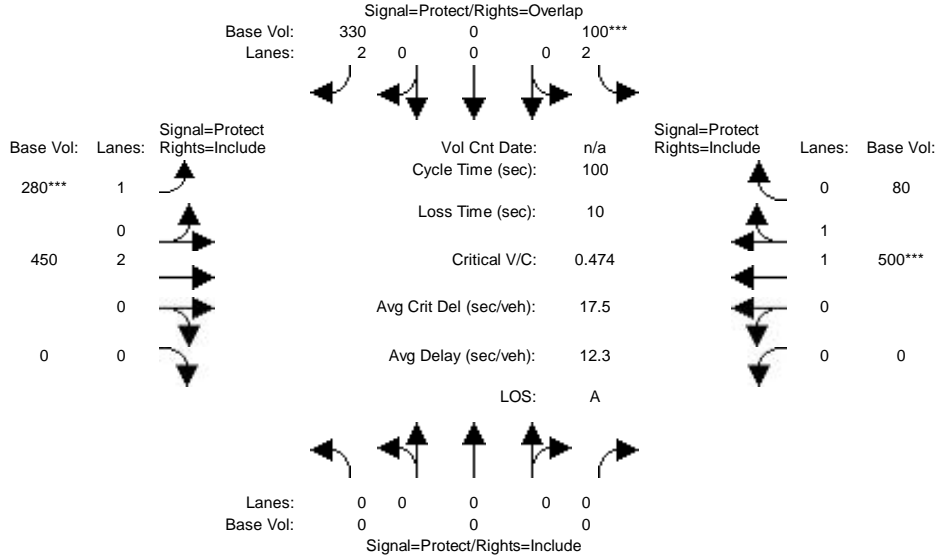 Signal=Protect/Rights=Overlap
Base Vol: 330 0 100***
Lanes: 2 0 0 0 2
Signal=Protect
Rights=Include
Base Vol: Lanes:
Vol Cnt Date: n/a
Signal=Protect
Rights=Include
Lanes: Base Vol:
Cycle Time (sec): 100
280*** 1
0 80
Loss Time (sec): 10
0
1
450 2
Critical V/C: 0.474
1 500***
0
Avg Crit Del (sec/veh): 17.5
0
0 0
Avg Delay (sec/veh): 12.3
0 0
LOS: A
Lanes: 0 0 0 0 0
Base Vol: 0 0 0
Signal=Protect/Rights=Include